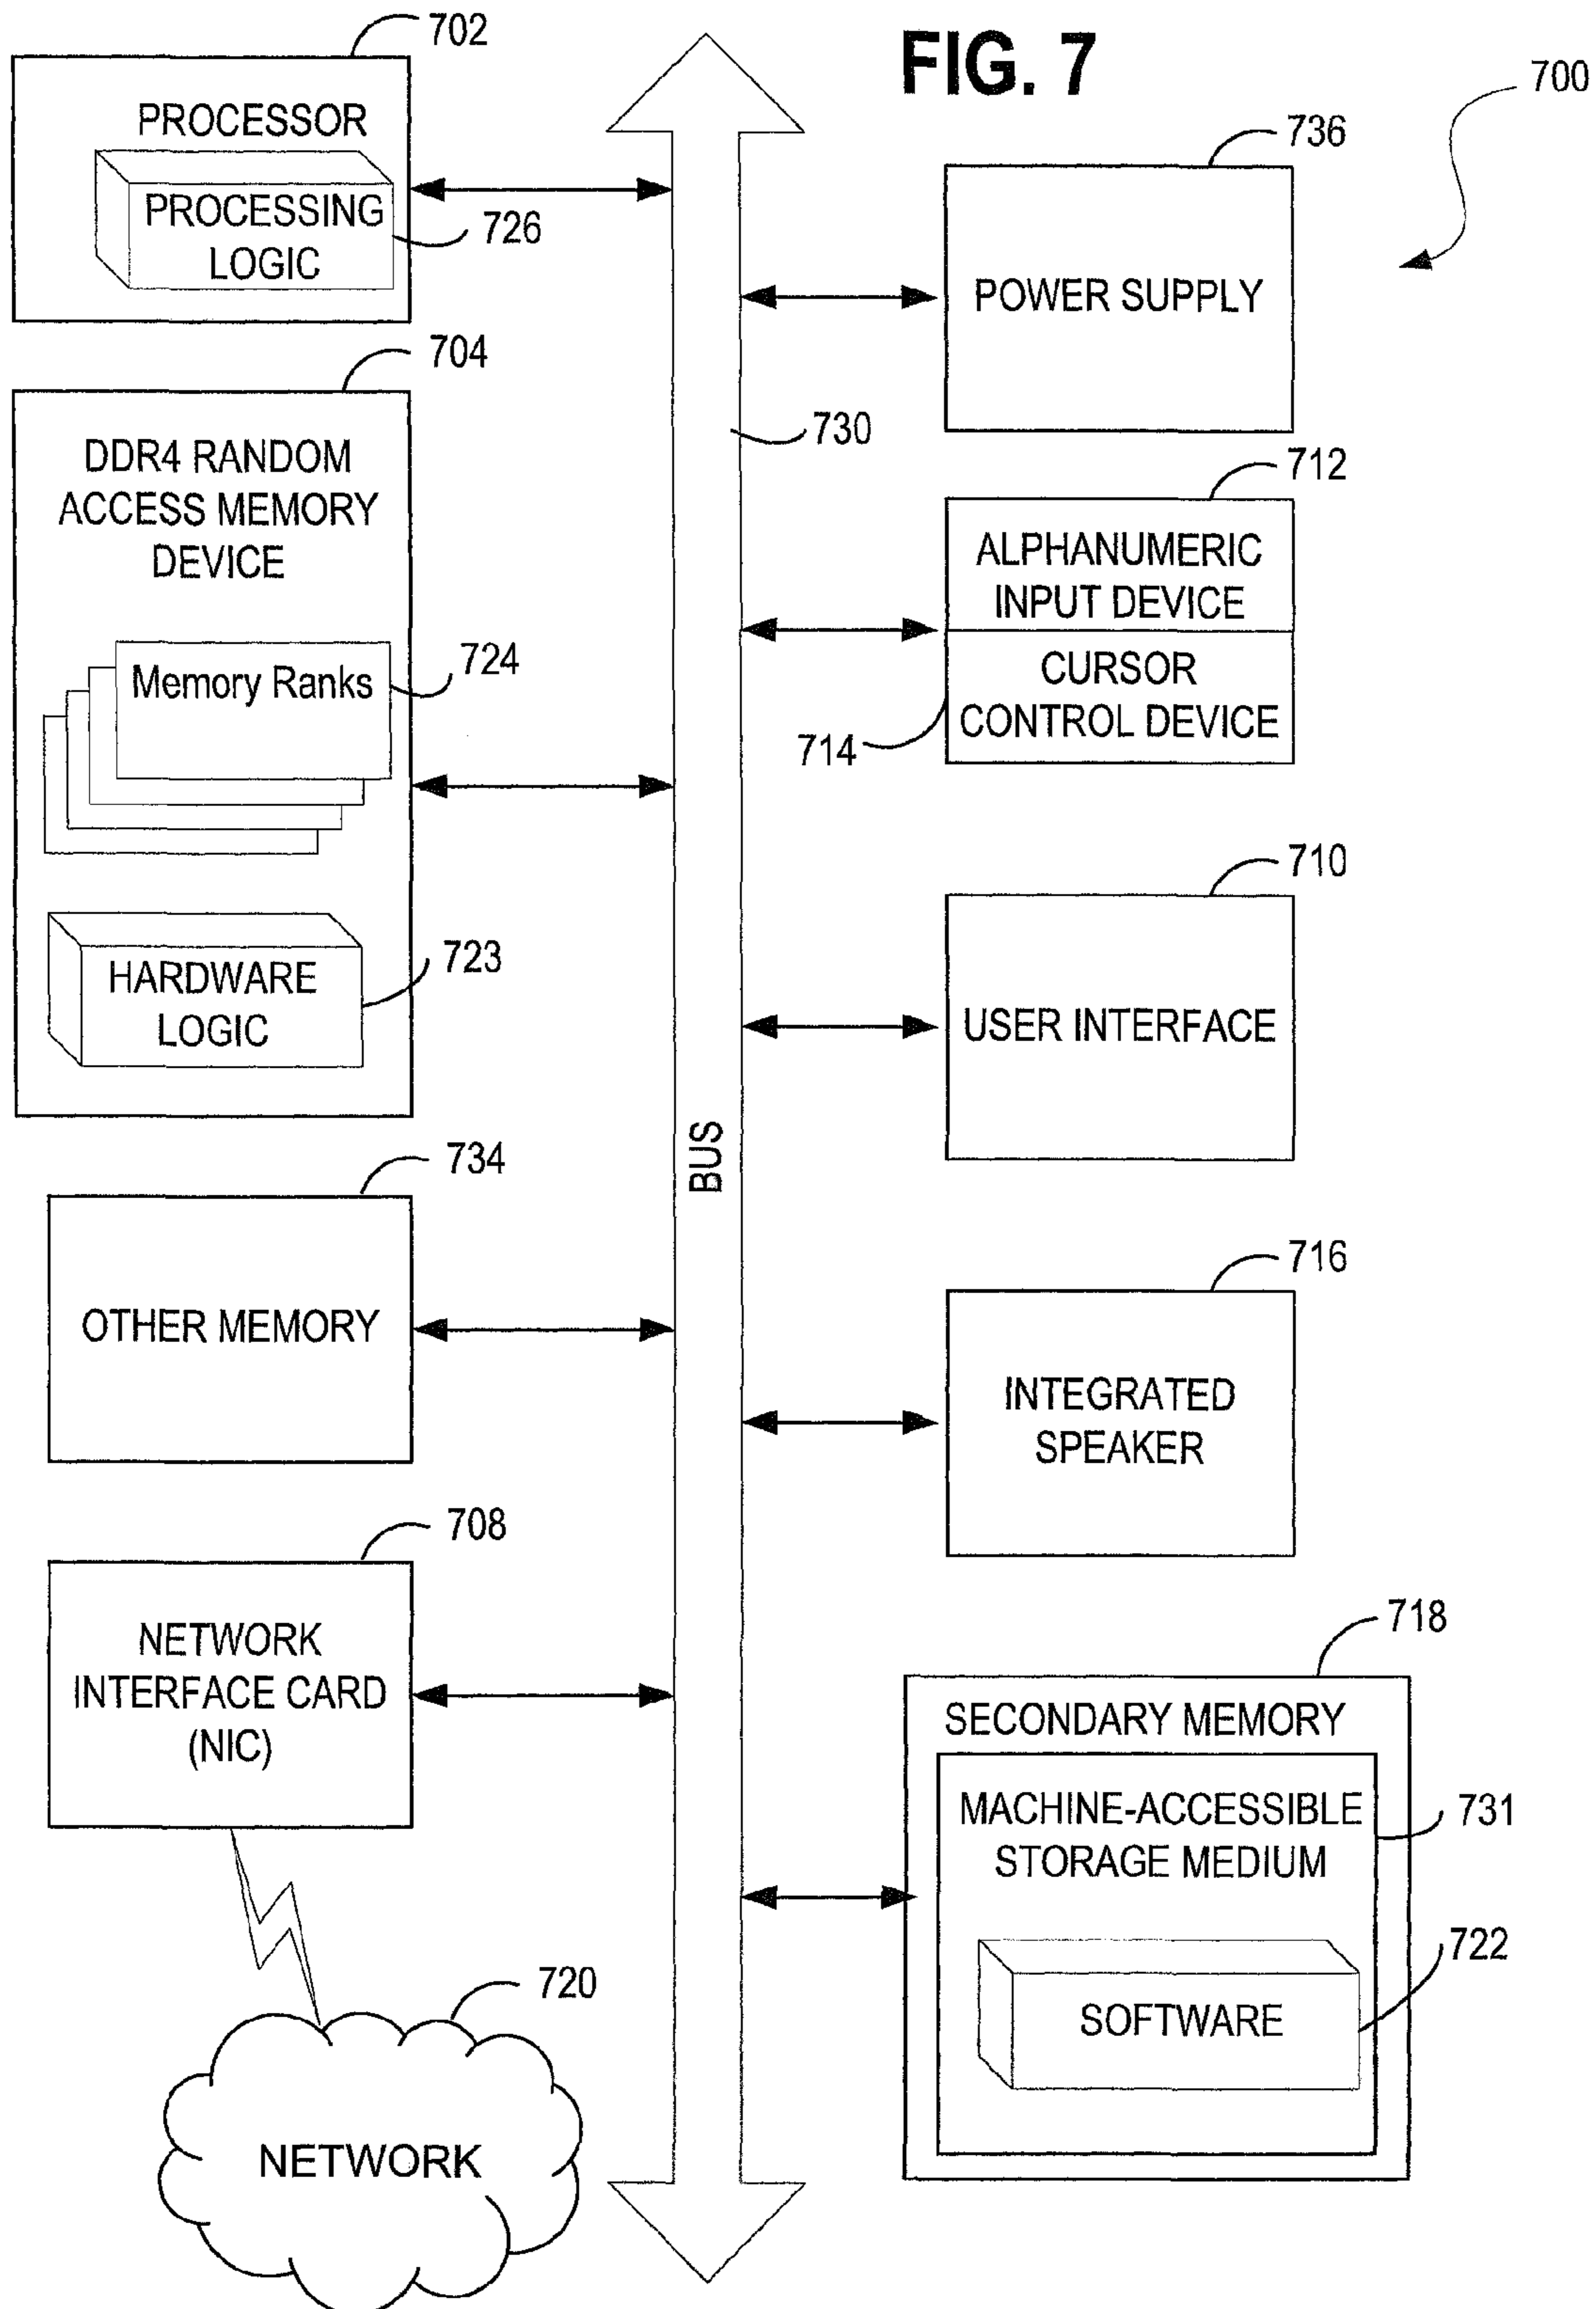 FIG. 7
700
702
PROCESSOR
PROCESSING
LOGIC
726
704
DDR4 RANDOM
ACCESS MEMORY
DEVICE
Memory Ranks
724
HARDWARE
LOGIC
723
734
OTHER MEMORY
708
NETWORK
INTERFACE CARD
(NIC)
720
NETWORK
730
BUS
736
POWER SUPPLY
712
ALPHANUMERIC
INPUT DEVICE
CURSOR
CONTROL DEVICE
714
710
USER INTERFACE
716
INTEGRATED
SPEAKER
718
SECONDARY MEMORY
MACHINE-ACCESSIBLE
STORAGE MEDIUM
731
SOFTWARE
722